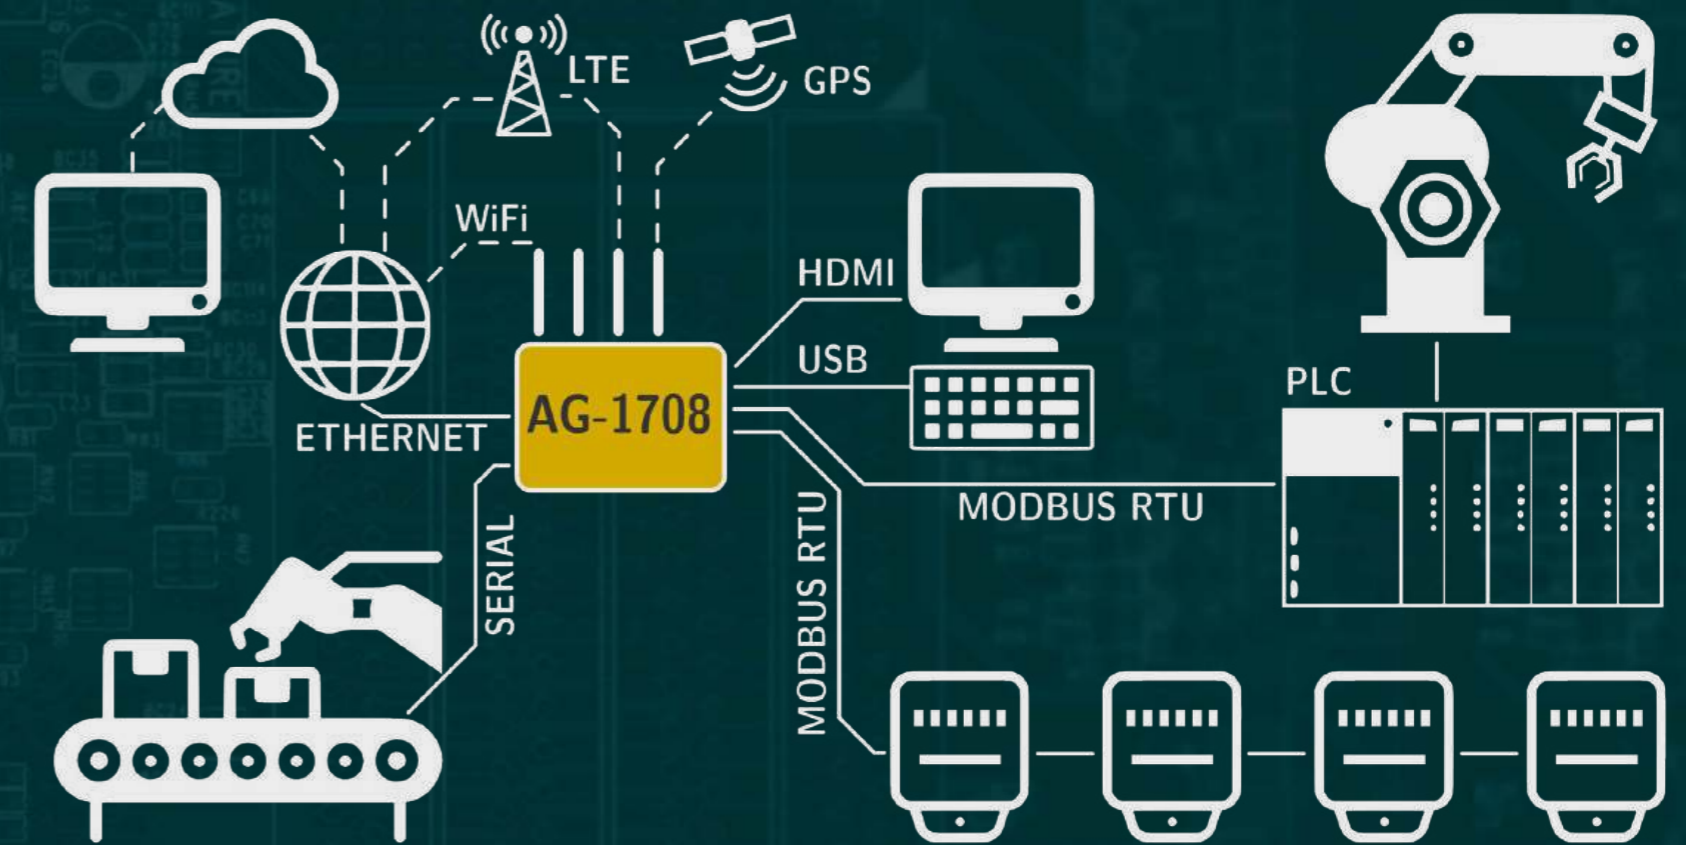 LTE
GPS
WiFi
HDMI
USB
PLC
AG-1708
ETHERNET
MODBUS RTU
SERIAL
MODBUS RTU